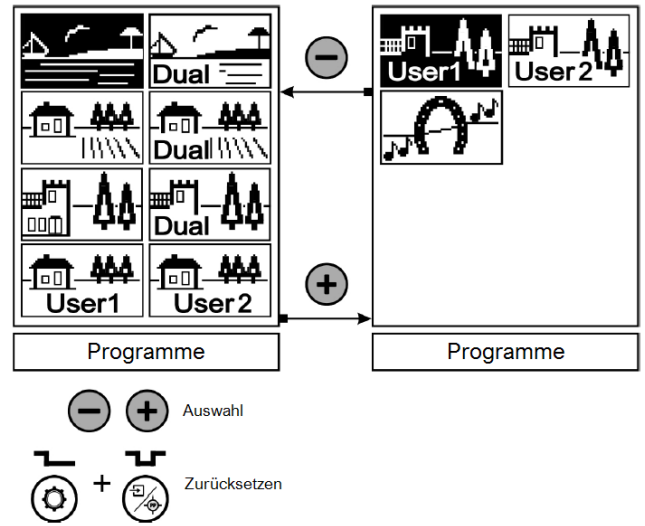 Dual
Dual
Dual
User1 User2
User1 User2
Programme Programme
Auswahl
Zurücksetzen